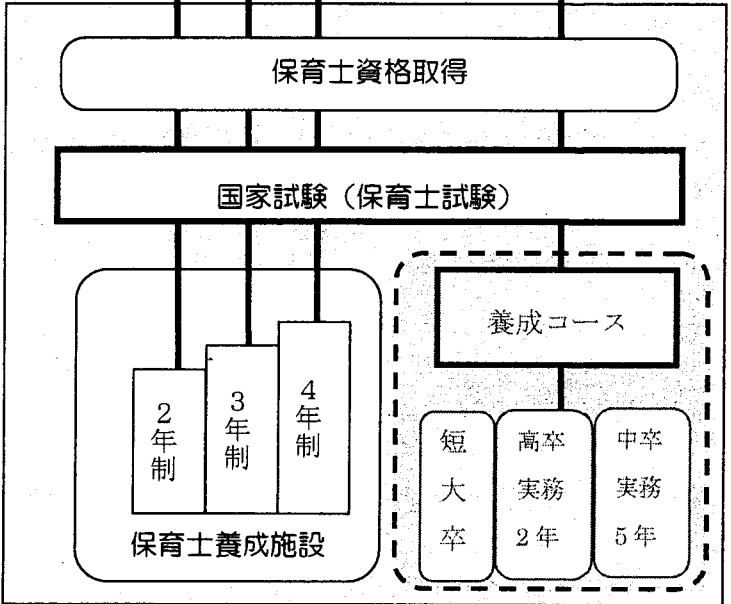 保育士資格取得
国家試験（保育士試験）
養成コース
2年制
3年制
4年制
保育士養成施設
短大卒
高卒実務2年
中卒実務5年